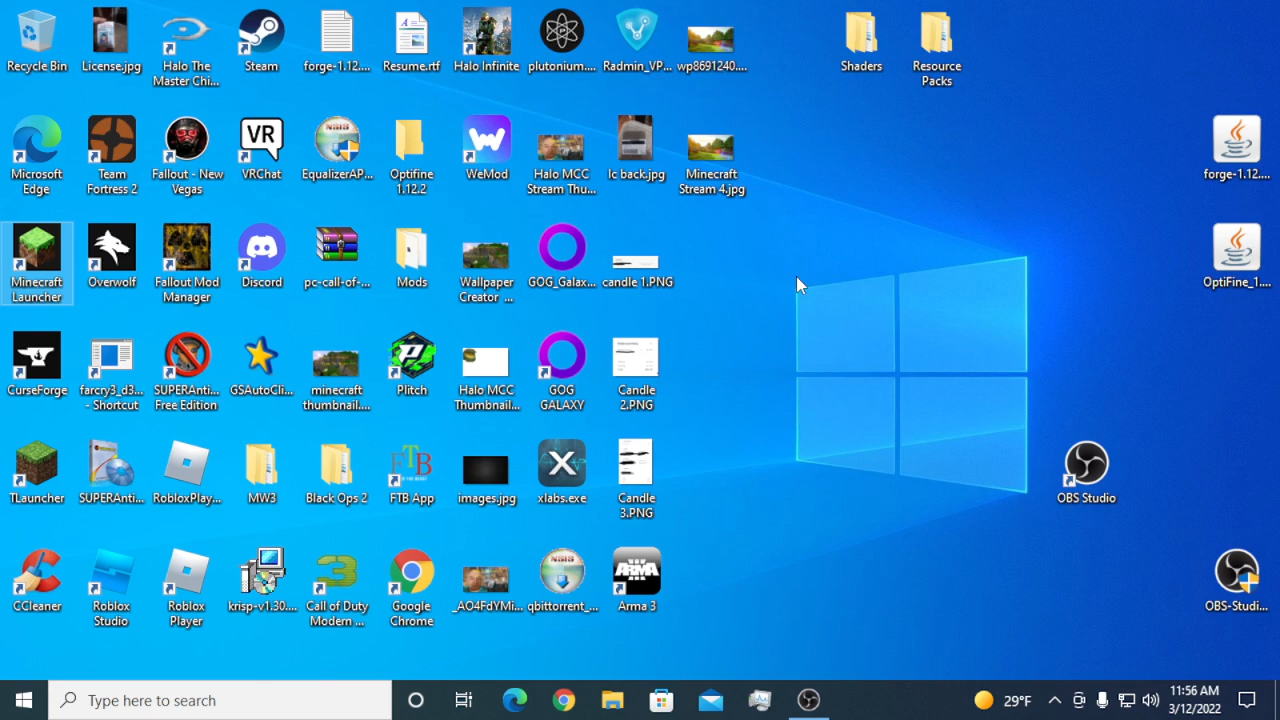 Recycle Bin
License.jpg
Halo The
Master Chi...
Steam
forge-1.12....
Resume.rtf
Halo Infinite
plutonium....
Radmin_VP...
wp8691240....
Shaders
Resource
Packs
Microsoft
Edge
Team
Fortress 2
Fallout - New
Vegas
VR
VRChat
NSIS
EqualizerAP...
Optifine
1.12.2
WeMod
Halo MCC
Stream Thu...
lc back.jpg
Minecraft
Stream 4.jpg
forge-1.12....
Minecraft
Launcher
Overwolf
Fallout Mod
Manager
Discord
pc-call-of-...
Mods
Wallpaper
Creator ...
GOG_Galax...
candle 1.PNG
OptiFine_1....
CurseForge
farcry3_d3...
- Shortcut
SUPERAnti...
Free Edition
GSAutoCli...
minecraft
thumbnail....
Plitch
Halo MCC
Thumbnail...
GOG
GALAXY
Candle
2.PNG
TLauncher
SUPERAnti...
RobloxPlay...
MW3
Black Ops 2
FTB
FTB App
images.jpg
xlabs.exe
Candle
3.PNG
OBS Studio
CCleaner
Roblox
Studio
Roblox
Player
krisp-v1.30....
3
Call of Duty
Modern ...
Google
Chrome
_AO4FdYMi...
NSIS
qbittorrent_...
ARMA
Arma 3
OBS-Studi...
Type here to search
29°F
11:56 AM
3/12/2022